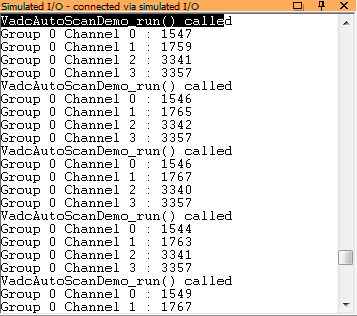 Simulated I/O - connected via simulated I/O
VadcAutoScanDemo_run() called
Group 0 Channel 0 : 1547
Group 0 Channel 1 : 1759
Group 0 Channel 2 : 3341
Group 0 Channel 3 : 3357
VadcAutoScanDemo_run() called
Group 0 Channel 0 : 1546
Group 0 Channel 1 : 1765
Group 0 Channel 2 : 3342
Group 0 Channel 3 : 3357
VadcAutoScanDemo_run() called
Group 0 Channel 0 : 1546
Group 0 Channel 1 : 1767
Group 0 Channel 2 : 3340
Group 0 Channel 3 : 3357
VadcAutoScanDemo_run() called
Group 0 Channel 0 : 1544
Group 0 Channel 1 : 1763
Group 0 Channel 2 : 3341
Group 0 Channel 3 : 3357
VadcAutoScanDemo_run() called
Group 0 Channel 0 : 1549
Group 0 Channel 1 : 1767